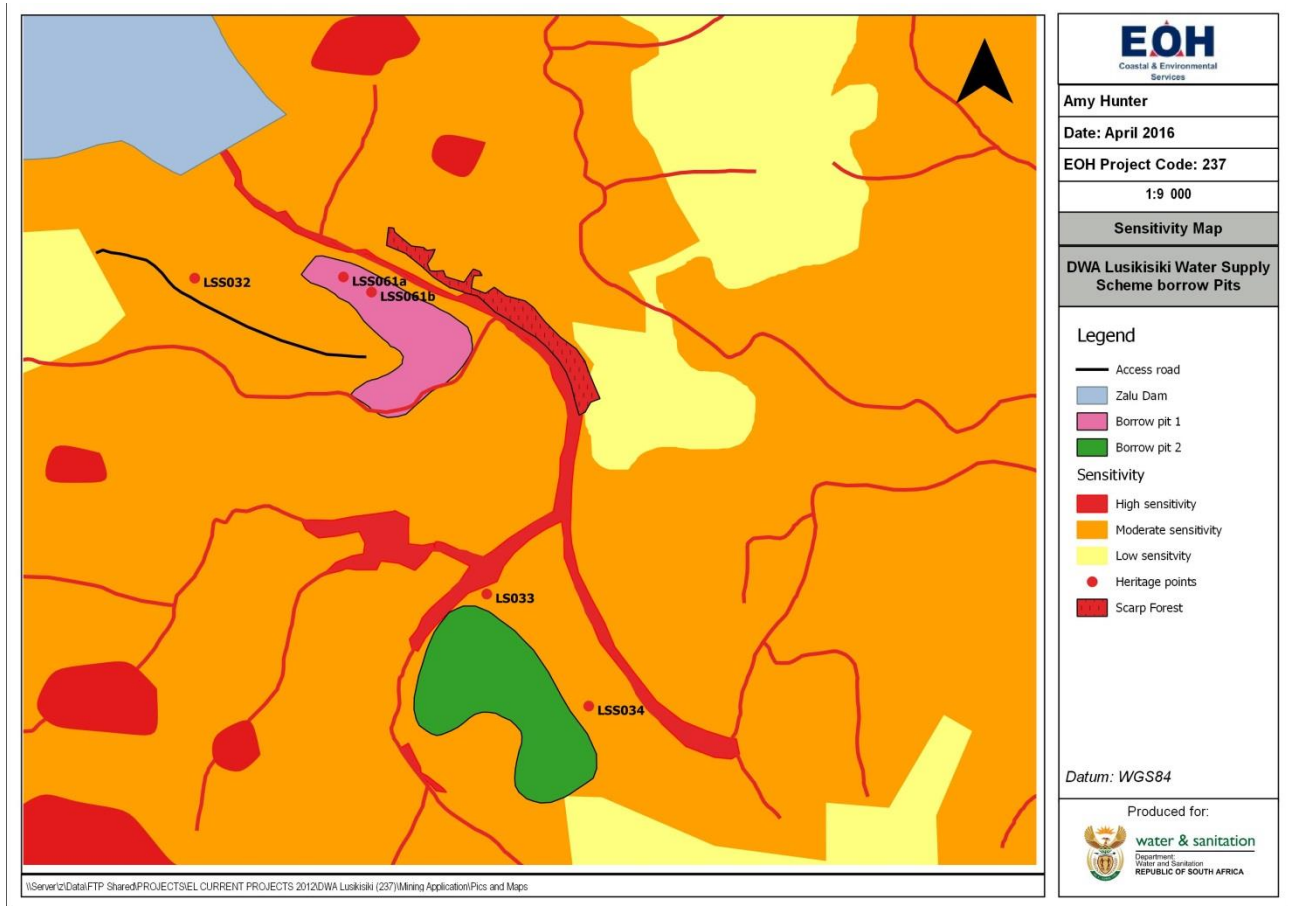 LSS032
LSS061a
LSS061b
LS033
LSS034
\\Server\z\Data\FTP Shared\PROJECTS\EL CURRENT PROJECTS 2012\DWA Lusikisiki (237)\Mining Application\Pics and Maps
EOH
Coastal & Environmental
Services
Amy Hunter
Date: April 2016
EOH Project Code: 237
1:9 000
Sensitivity Map
DWA Lusikisiki Water Supply
Scheme borrow Pits
Legend
Access road
Zalu Dam
Borrow pit 1
Borrow pit 2
Sensitivity
High sensitivity
Moderate sensitivity
Low sensitvity
Heritage points
Scarp Forest
Datum: WGS84
Produced for:
water & sanitation
Department:
Water and Sanitation
REPUBLIC OF SOUTH AFRICA